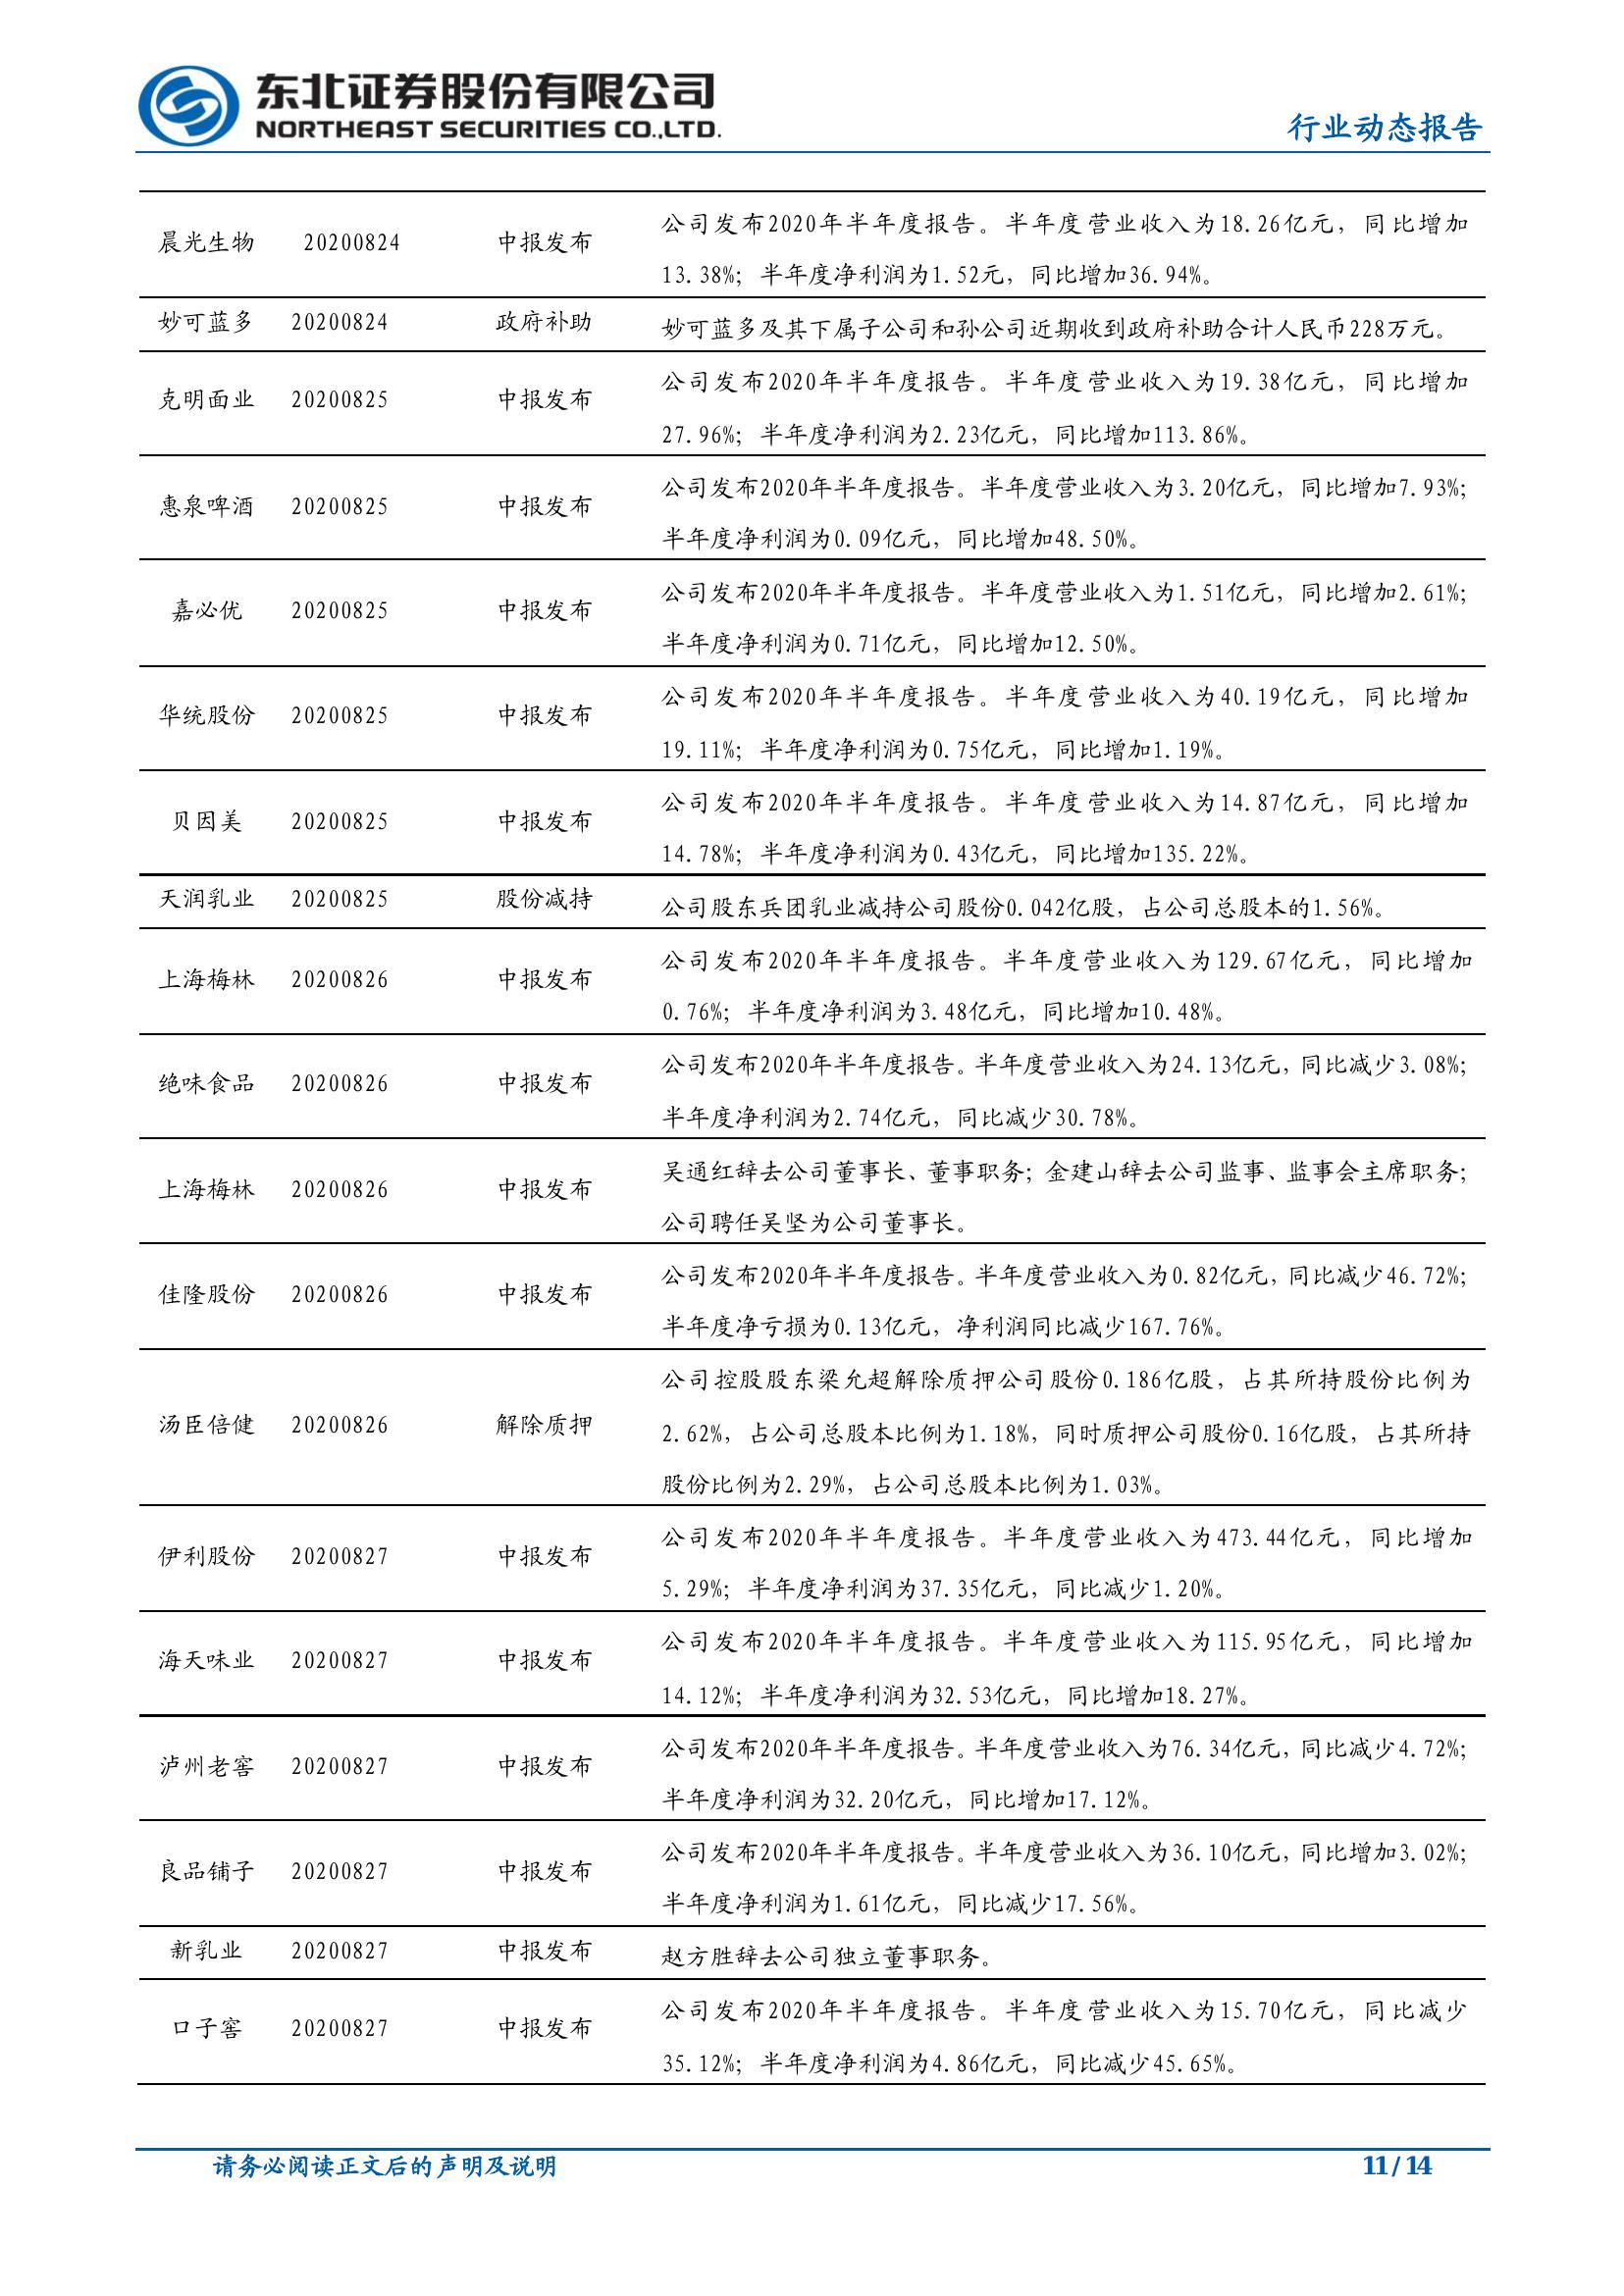 东北证券股份有限公司
NORTHEAST SECURITIES CO.,LTD.
行业动态报告
晨光生物 20200824 中报发布 公司发布2020年半年度报告。半年度营业收入为18.26亿元，同比增加
13.38%；半年度净利润为1.52元，同比增加36.94%。
妙可蓝多 20200824 政府补助 妙可蓝多及其下属子公司和孙公司近期收到政府补助合计人民币228万元。
克明面业 20200825 中报发布 公司发布2020年半年度报告。半年度营业收入为19.38亿元，同比增加
27.96%；半年度净利润为2.23亿元，同比增加113.86%。
惠泉啤酒 20200825 中报发布 公司发布2020年半年度报告。半年度营业收入为3.20亿元，同比增加7.93%；
半年度净利润为0.09亿元，同比增加48.50%。
嘉必优 20200825 中报发布 公司发布2020年半年度报告。半年度营业收入为1.51亿元，同比增加2.61%；
半年度净利润为0.71亿元，同比增加12.50%。
华统股份 20200825 中报发布 公司发布2020年半年度报告。半年度营业收入为40.19亿元，同比增加
19.11%；半年度净利润为0.75亿元，同比增加1.19%。
贝因美 20200825 中报发布 公司发布2020年半年度报告。半年度营业收入为14.87亿元，同比增加
14.78%；半年度净利润为0.43亿元，同比增加135.22%。
天润乳业 20200825 股份减持 公司股东兵团乳业减持公司股份0.042亿股，占公司总股本的1.56%。
上海梅林 20200826 中报发布 公司发布2020年半年度报告。半年度营业收入为129.67亿元，同比增加
0.76%；半年度净利润为3.48亿元，同比增加10.48%。
绝味食品 20200826 中报发布 公司发布2020年半年度报告。半年度营业收入为24.13亿元，同比减少3.08%；
半年度净利润为2.74亿元，同比减少30.78%。
上海梅林 20200826 中报发布 吴通红辞去公司董事长、董事职务；金建山辞去公司监事、监事会主席职务；
公司聘任吴坚为公司董事长。
佳隆股份 20200826 中报发布 公司发布2020年半年度报告。半年度营业收入为0.82亿元，同比减少46.72%；
半年度净亏损为0.13亿元，净利润同比减少167.76%。
汤臣倍健 20200826 解除质押 公司控股股东梁允超解除质押公司股份0.186亿股，占其所持股份比例为
2.62%，占公司总股本比例为1.18%，同时质押公司股份0.16亿股，占其所持
股份比例为2.29%，占公司总股本比例为1.03%。
伊利股份 20200827 中报发布 公司发布2020年半年度报告。半年度营业收入为473.44亿元，同比增加
5.29%；半年度净利润为37.35亿元，同比减少1.20%。
海天味业 20200827 中报发布 公司发布2020年半年度报告。半年度营业收入为115.95亿元，同比增加
14.12%；半年度净利润为32.53亿元，同比增加18.27%。
泸州老窖 20200827 中报发布 公司发布2020年半年度报告。半年度营业收入为76.34亿元，同比减少4.72%；
半年度净利润为32.20亿元，同比增加17.12%。
良品铺子 20200827 中报发布 公司发布2020年半年度报告。半年度营业收入为36.10亿元，同比增加3.02%；
半年度净利润为1.61亿元，同比减少17.56%。
新乳业 20200827 中报发布 赵方胜辞去公司独立董事职务。
口子窖 20200827 中报发布 公司发布2020年半年度报告。半年度营业收入为15.70亿元，同比减少
35.12%；半年度净利润为4.86亿元，同比减少45.65%。
请务必阅读正文后的声明及说明 11/14